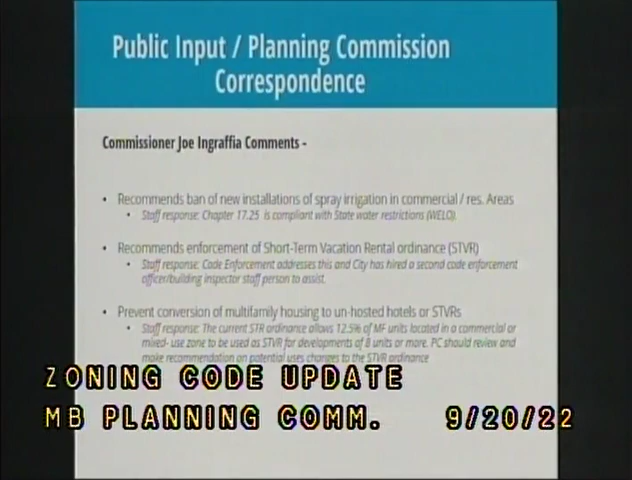 Public Input / Planning Commission
Correspondence
Commissioner Joe Ingraffia Comments -
• Recommends ban of new installations of spray irrigation in commercial / res. Areas
• Staff response: Chapter 17.25 is compliant with State water restrictions (WELO).
• Recommends enforcement of Short-Term Vacation Rental ordinance (STVR)
• Staff response: Code Enforcement addresses this and City has hired a second code enforcement
officer/building inspector staff person to assist.
• Prevent conversion of multifamily housing to un-hosted hotels or STVRs
• Staff response: The current STR ordinance allows 12.5% of MF units located in a commercial or
mixed- use zone to be used as STVR for developments of 8 units or more. PC should review and
make recommendation on potential uses changes to the STVR ordinance
ZONING CODE UPDATE
MB PLANNING COMM. 9/20/22